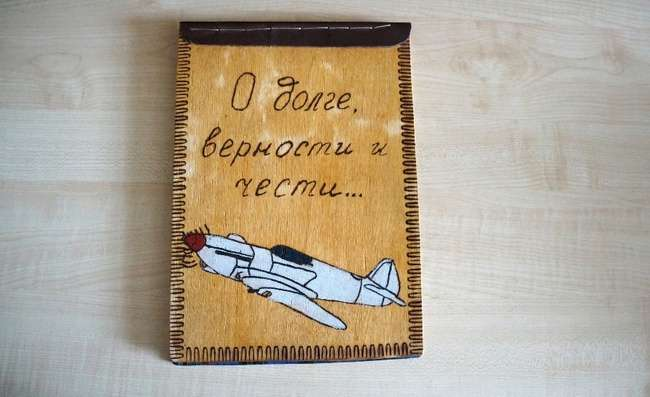 О долге,
верности и
чести...